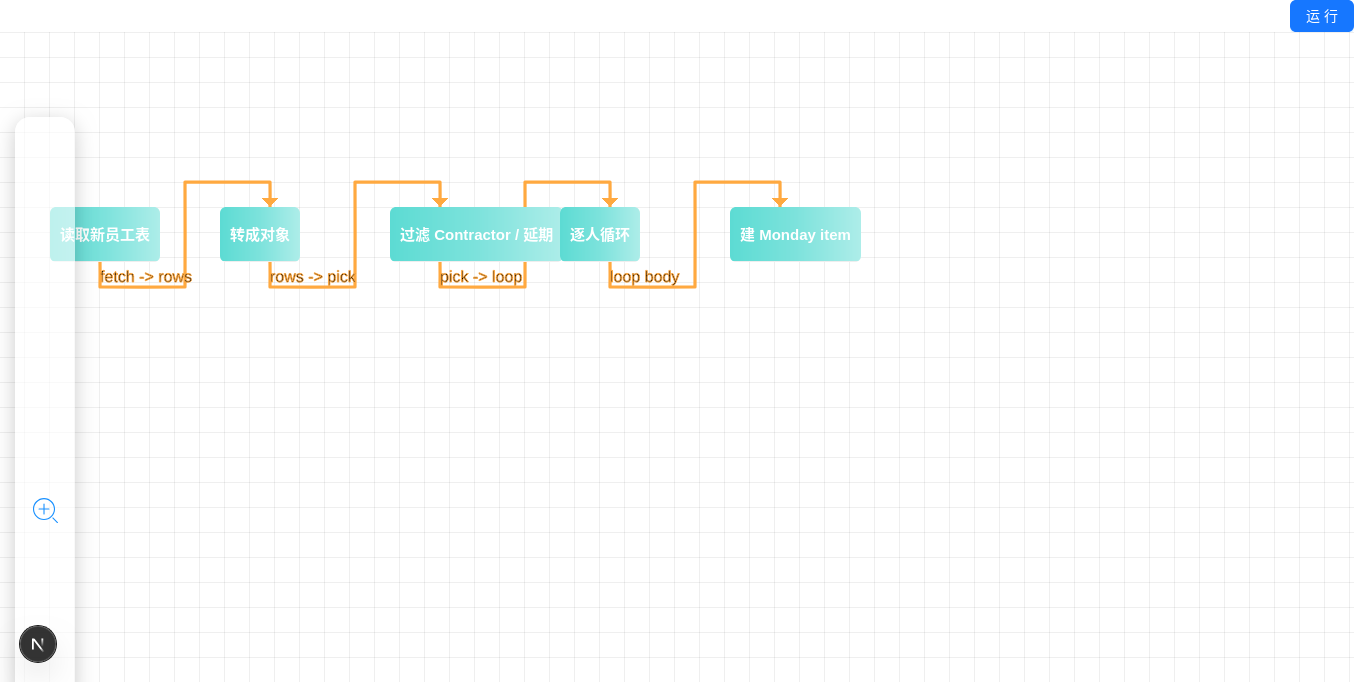 运 行
读取新员工表
转成对象
过滤 Contractor / 延期
逐人循环
建 Monday item
fetch -> rows
rows -> pick
pick -> loop
loop body
N